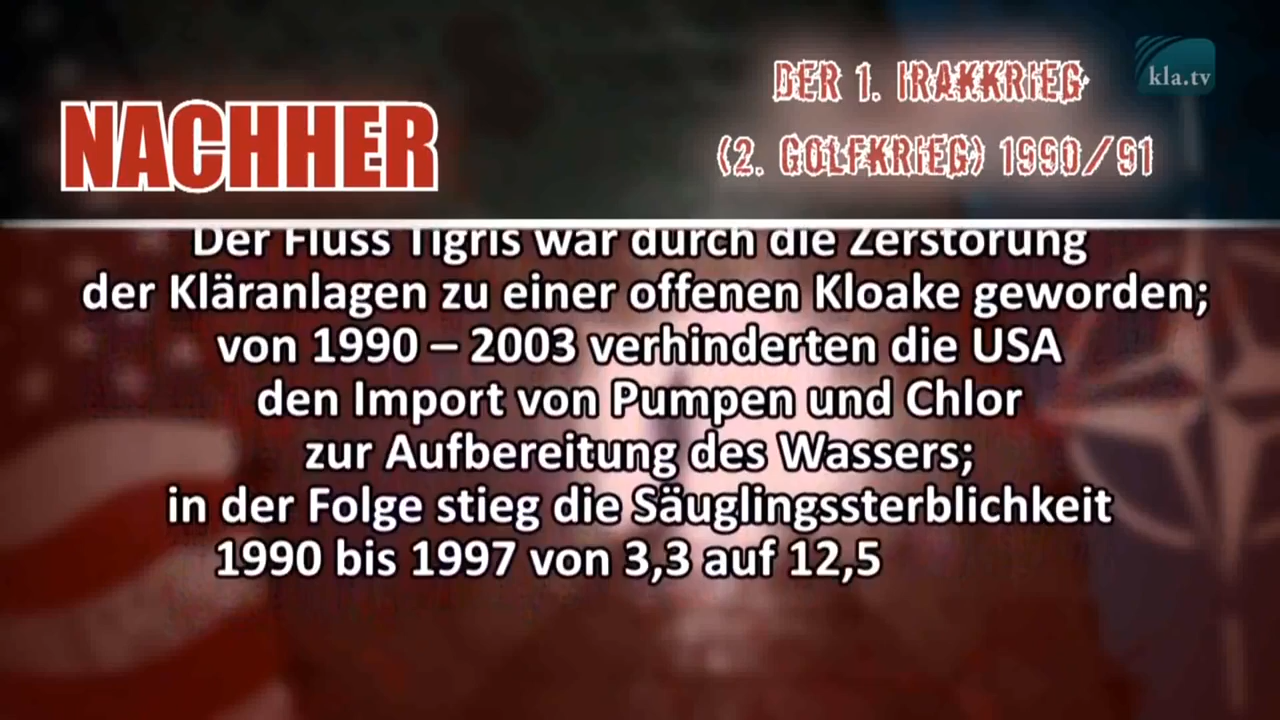 NACHHER
DER 1. IRAKKRIEG
(2. GOLFKRIEG) 1990/91
kla.tv
Der Fluss Tigris war durch die Zerstörung
der Kläranlagen zu einer offenen Kloake geworden;
von 1990 – 2003 verhinderten die USA
den Import von Pumpen und Chlor
zur Aufbereitung des Wassers;
in der Folge stieg die Säuglingssterblichkeit
1990 bis 1997 von 3,3 auf 12,5